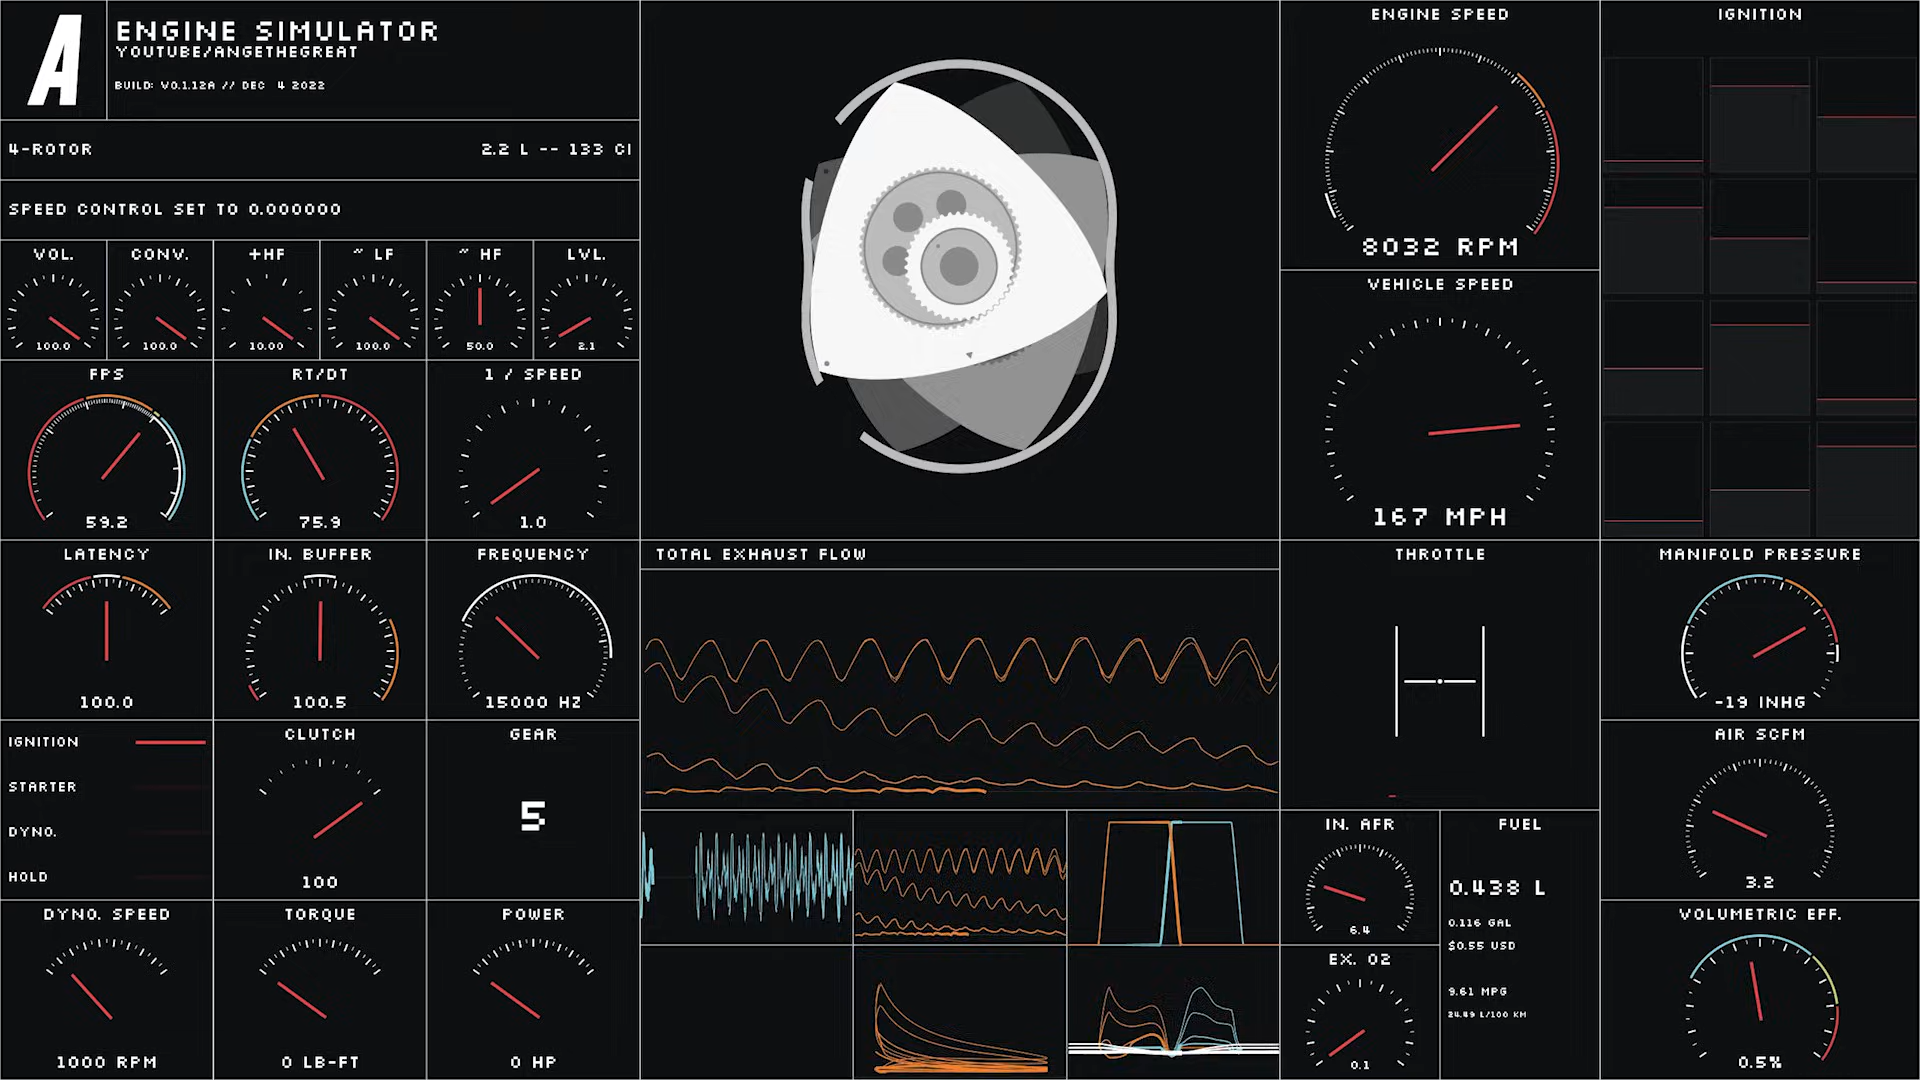 A
ENGINE SIMULATOR
YOUTUBE/ANGETHEGREAT
BUILD: V0.1.12A // DEC 4 2022
4-ROTOR
2.2 L -- 133 CI
SPEED CONTROL SET TO 0.000000
VOL.
100.0
CONV.
100.0
+HF
10.00
~ LF
100.0
~ HF
50.0
LVL.
2.1
FPS
59.2
RT/DT
75.9
1 / SPEED
1.0
LATENCY
100.0
IN. BUFFER
100.5
FREQUENCY
15000 HZ
IGNITION
STARTER
DYNO.
HOLD
CLUTCH
100
GEAR
5
DYNO. SPEED
1000 RPM
TORQUE
0 LB-FT
POWER
0 HP
TOTAL EXHAUST FLOW
ENGINE SPEED
8032 RPM
VEHICLE SPEED
167 MPH
THROTTLE
IN. AFR
6.4
EX. O2
0.1
FUEL
0.438 L
0.116 GAL
$0.55 USD
9.61 MPG
24.49 L/100 KM
IGNITION
MANIFOLD PRESSURE
-19 INHG
AIR SCFM
3.2
VOLUMETRIC EFF.
0.5%